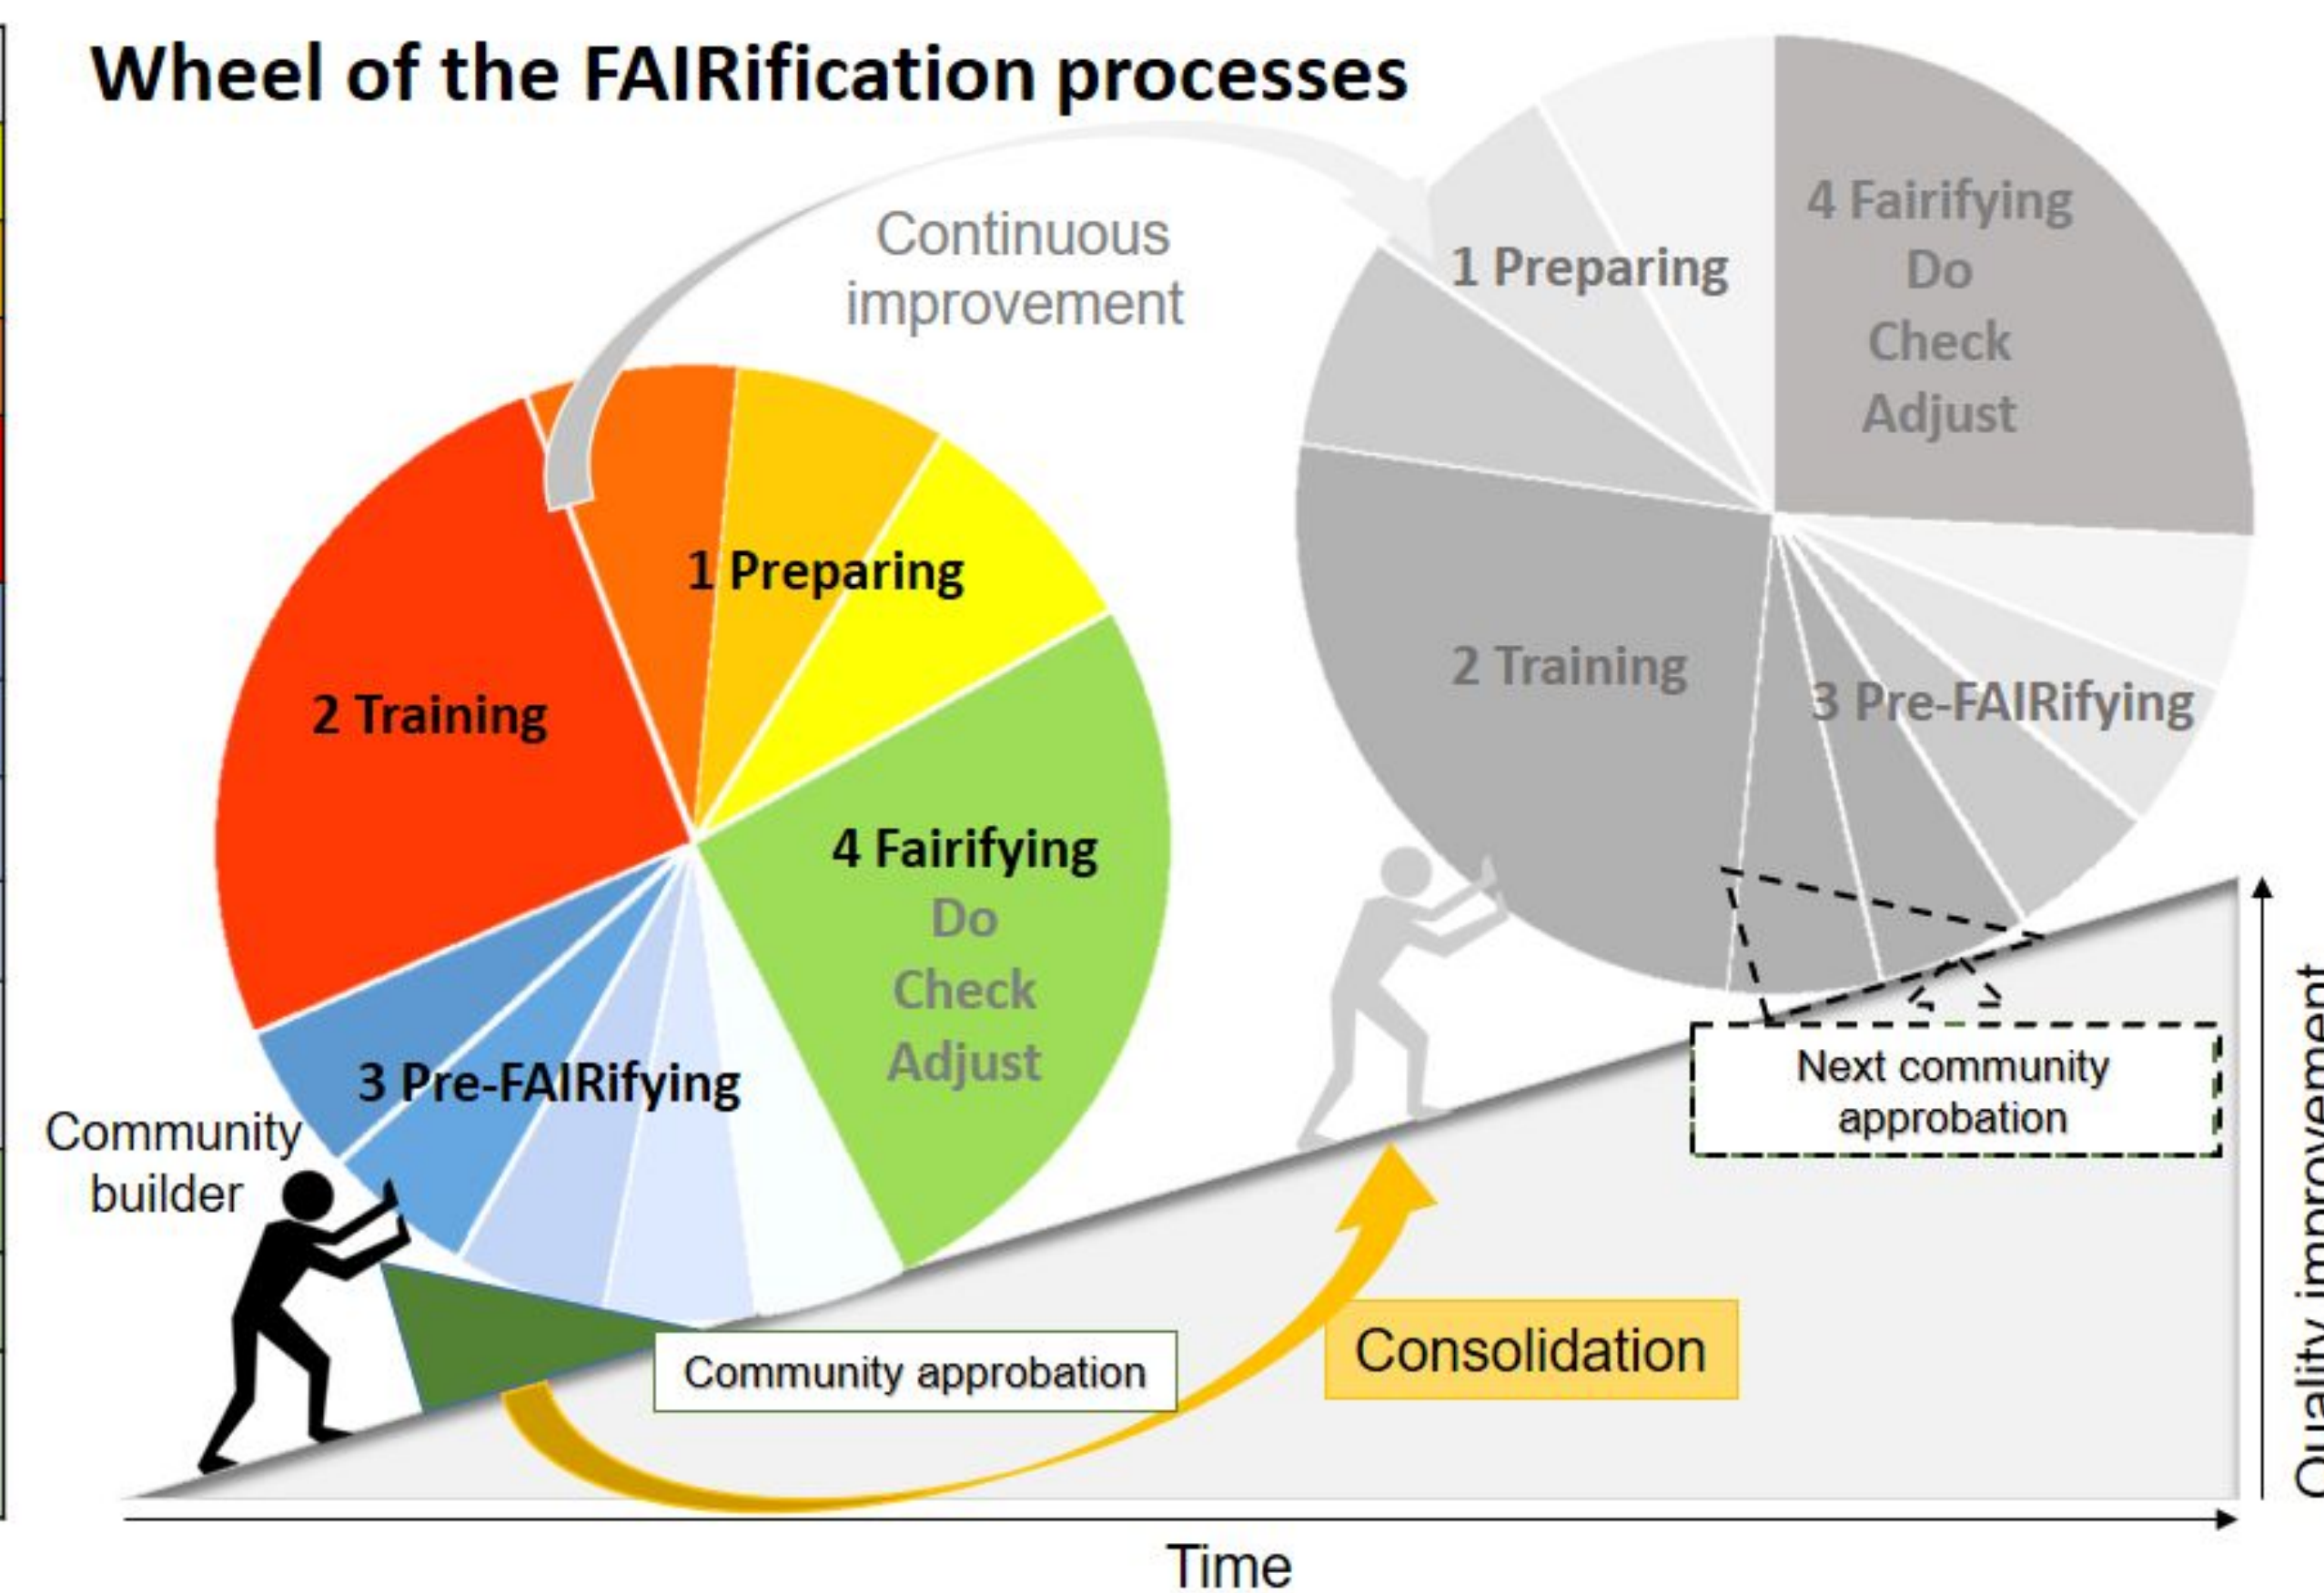 Wheel of the FAIRification processes
Continuous
improvement
1 Preparing
2 Training
3 Pre-FAIRifying
4 Fairifying
Do
Check
Adjust
1 Preparing
2 Training
3 Pre-FAIRifying
4 Fairifying
Do
Check
Adjust
Community
builder
Community approbation
Consolidation
Next community
approbation
Time
Quality improvement